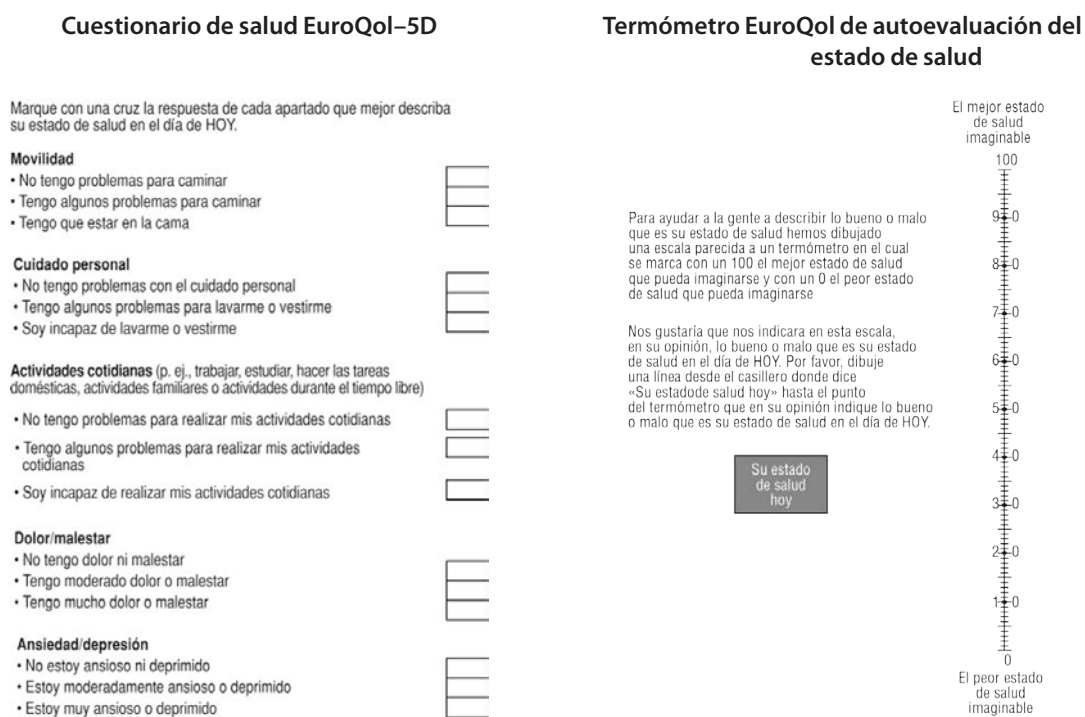 Cuestionario de salud EuroQol–5D
Marque con una cruz la respuesta de cada apartado que mejor describa
su estado de salud en el día de HOY.
Movilidad
• No tengo problemas para caminar
• Tengo algunos problemas para caminar
• Tengo que estar en la cama
Cuidado personal
• No tengo problemas con el cuidado personal
• Tengo algunos problemas para lavarme o vestirme
• Soy incapaz de lavarme o vestirme
Actividades cotidianas (p. ej., trabajar, estudiar, hacer las tareas
domésticas, actividades familiares o actividades durante el tiempo libre)
• No tengo problemas para realizar mis actividades cotidianas
• Tengo algunos problemas para realizar mis actividades
cotidianas
• Soy incapaz de realizar mis actividades cotidianas
Dolor/malestar
• No tengo dolor ni malestar
• Tengo moderado dolor o malestar
• Tengo mucho dolor o malestar
Ansiedad/depresión
• No estoy ansioso ni deprimido
• Estoy moderadamente ansioso o deprimido
• Estoy muy ansioso o deprimido
Termómetro EuroQol de autoevaluación del
estado de salud
Para ayudar a la gente a describir lo bueno o malo
que es su estado de salud hemos dibujado
una escala parecida a un termómetro en el cual
se marca con un 100 el mejor estado de salud
que pueda imaginarse y con un 0 el peor estado
de salud que pueda imaginarse
Nos gustaría que nos indicara en esta escala,
en su opinión, lo bueno o malo que es su estado
de salud en el día de HOY. Por favor, dibuje
una línea desde el casillero donde dice
«Su estadode salud hoy» hasta el punto
del termómetro que en su opinión indique lo bueno
o malo que es su estado de salud en el día de HOY.
Su estado
de salud
hoy
El mejor estado
de salud
imaginable
100
9 0
8 0
7 0
6 0
5 0
4 0
3 0
2 0
1 0
0
El peor estado
de salud
imaginable